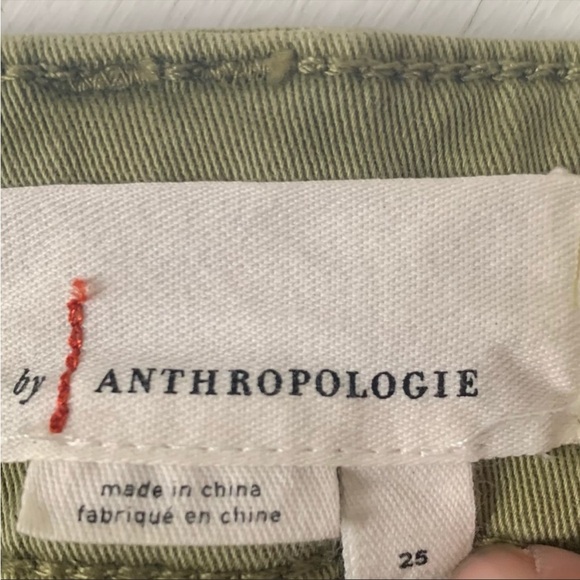 by ANTHROPOLOGIE
made in china
fabriqué en chine
25